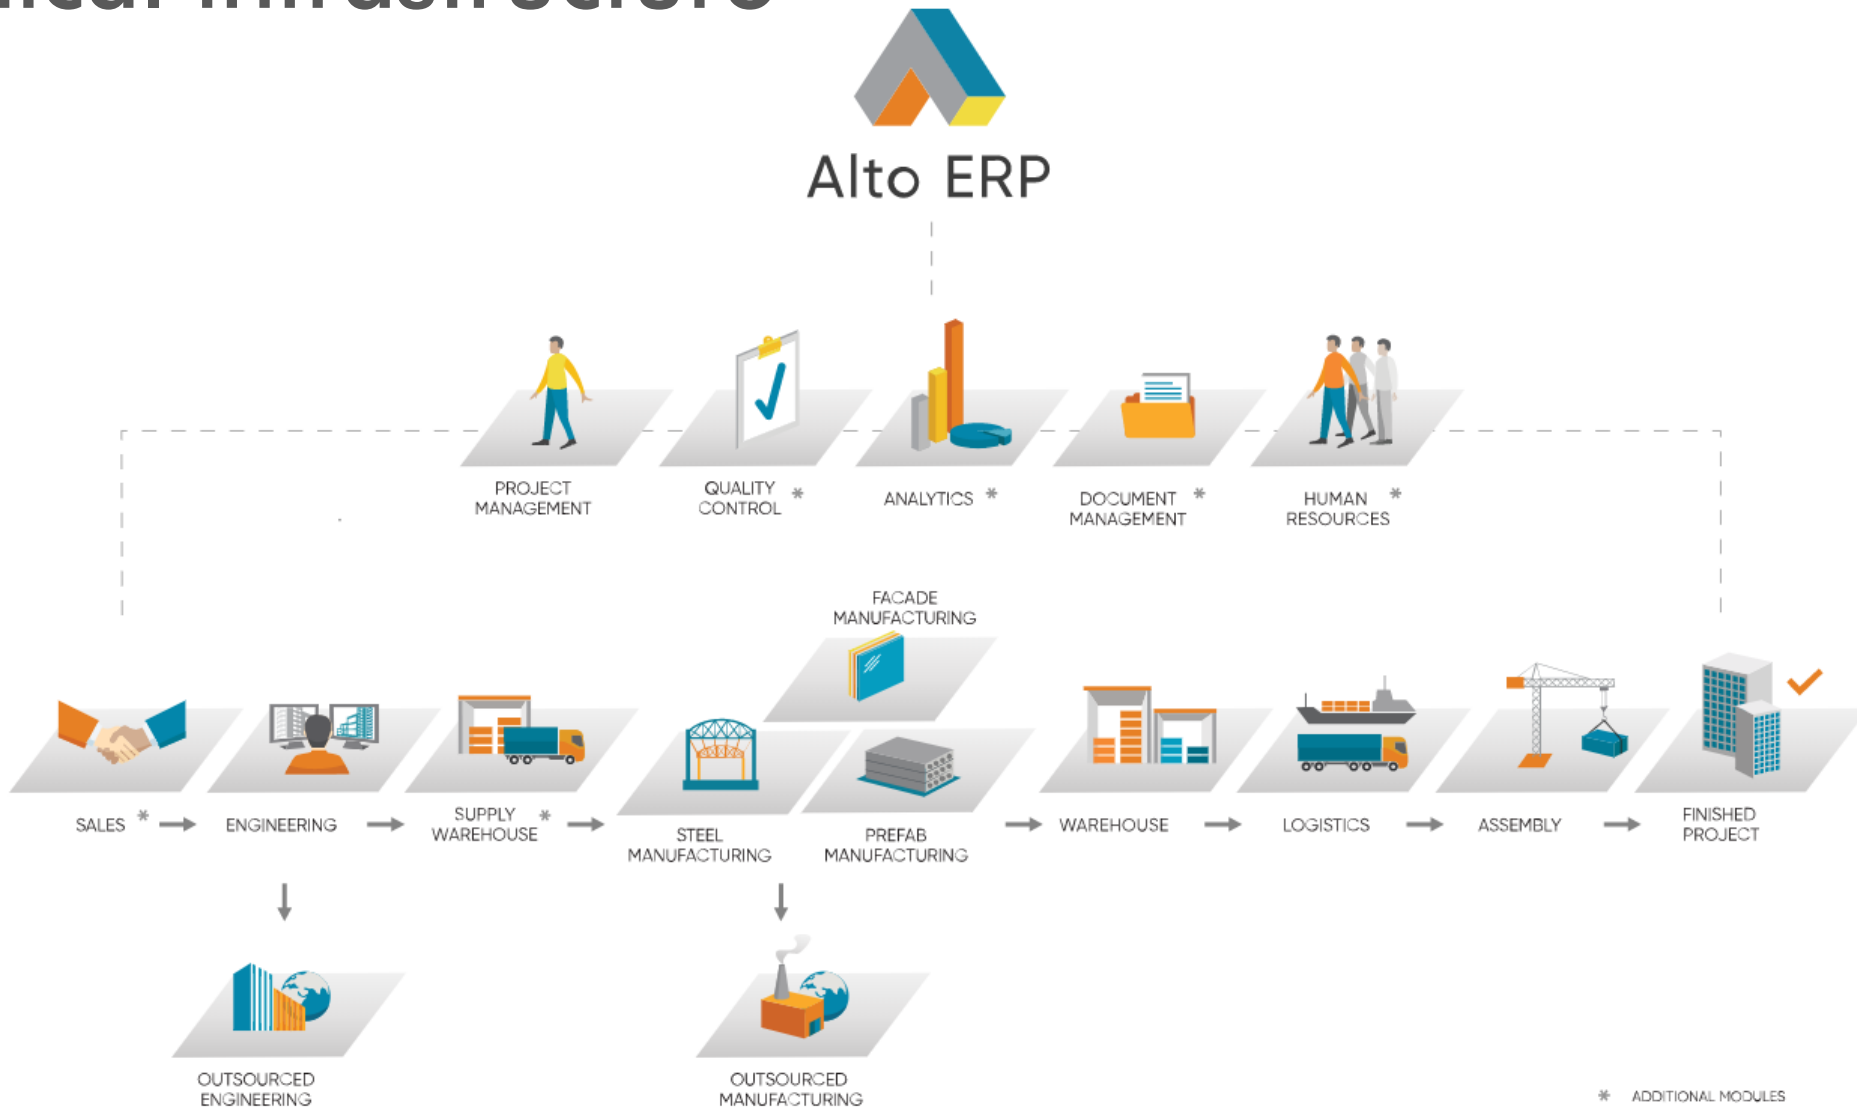 Infrastructure
Alto ERP
PROJECT
MANAGEMENT
QUALITY
CONTROL *
ANALYTICS *
DOCUMENT *
MANAGEMENT
HUMAN *
RESOURCES
FACADE
MANUFACTURING
SALES *
ENGINEERING
SUPPLY
WAREHOUSE *
STEEL
MANUFACTURING
PREFAB
MANUFACTURING
WAREHOUSE
LOGISTICS
ASSEMBLY
FINISHED
PROJECT
OUTSOURCED
ENGINEERING
OUTSOURCED
MANUFACTURING
* ADDITIONAL MODULES